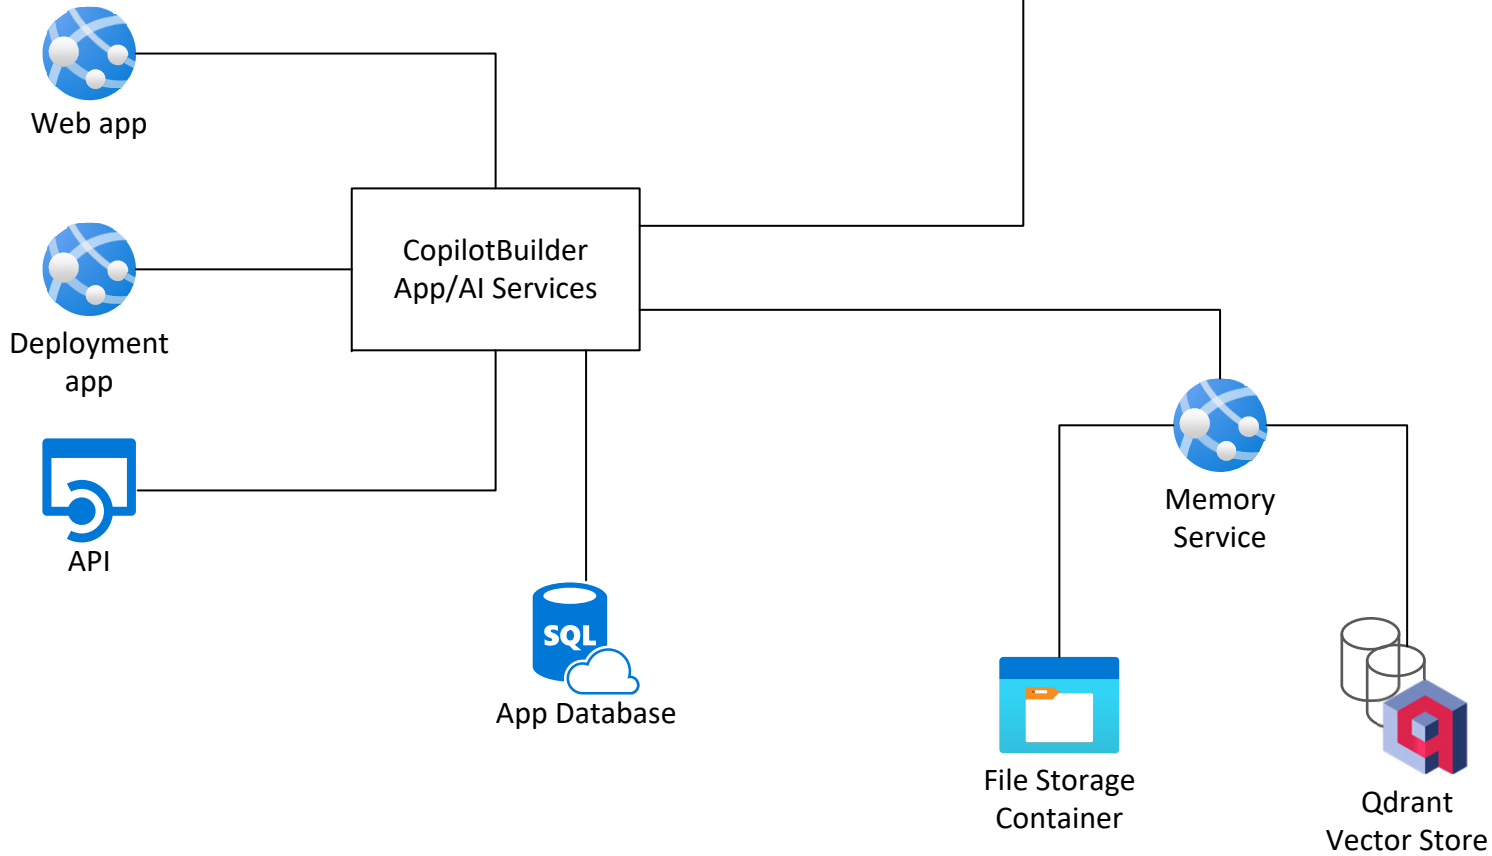 Web app
CopilotBuilder
App/AI Services
Deployment
app
API
Memory
Service
SQL
App Database
File Storage
Container
Qdrant
Vector Store